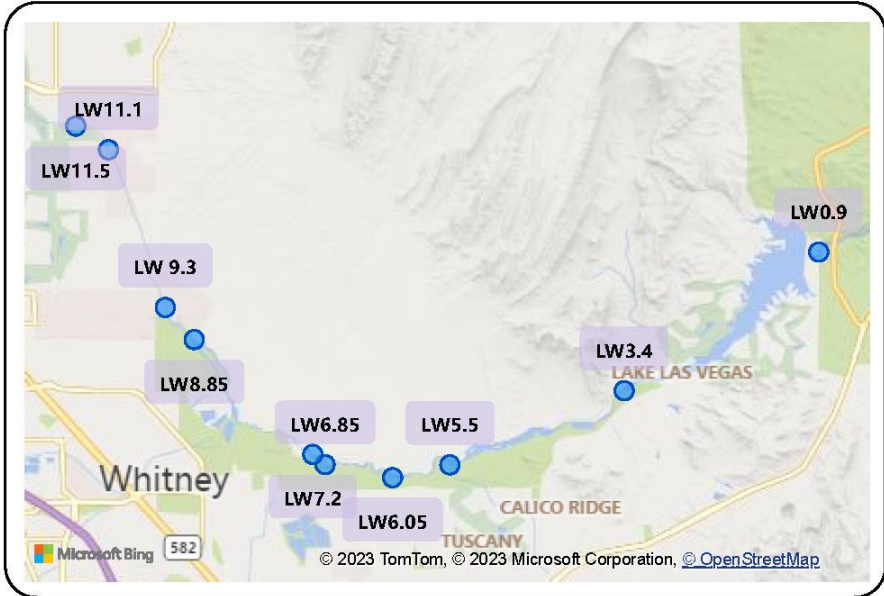 LW11.1
LW11.5
LW0.9
LW 9.3
LW3.4
LAKE LAS VEGAS
LW8.85
LW6.85
LW5.5
Whitney
LW7.2
CALICO RIDGE
LW6.05
TUSCANY
Microsoft Bing
582
© 2023 TomTom, © 2023 Microsoft Corporation, © OpenStreetMap